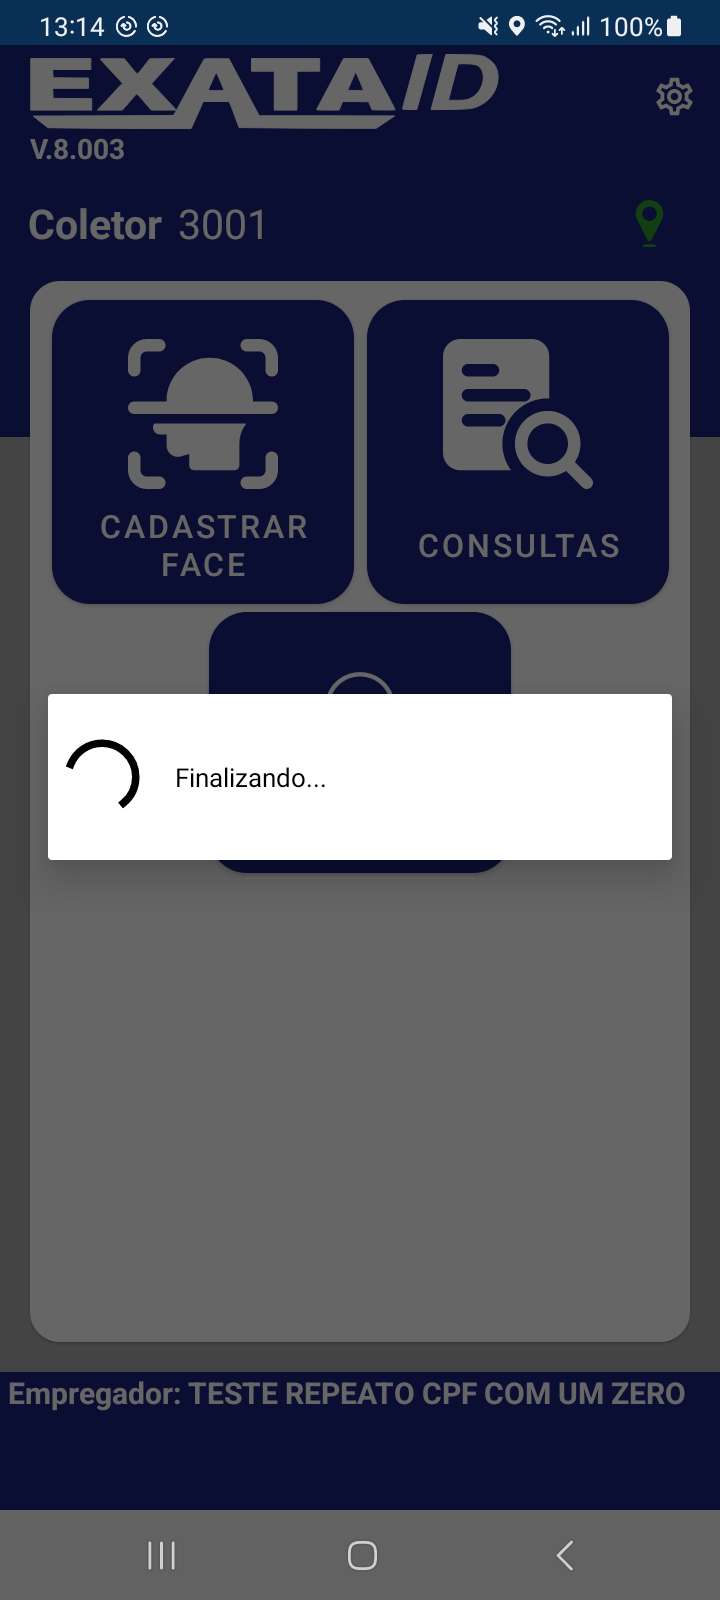 13:14
100%
EXATA ID
V.8.003
Coletor 3001
CADASTRAR
FACE
CONSULTAS
Finalizando...
Empregador: TESTE REPEATO CPF COM UM ZERO